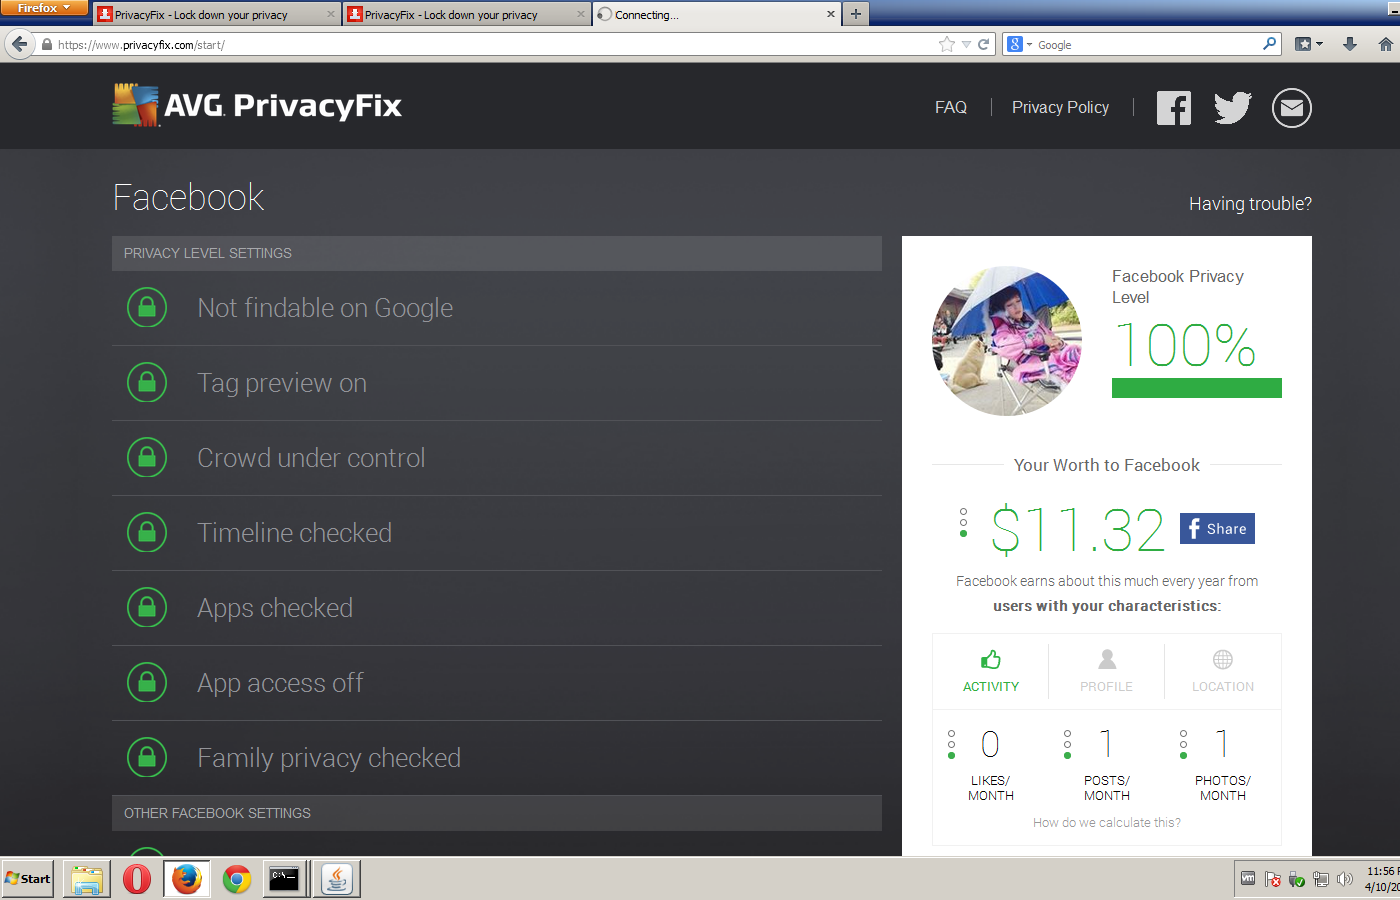 Firefox
PrivacyFix - Lock down your privacy
PrivacyFix - Lock down your privacy
Connecting...
https://www.privacyfix.com/start/
Google
AVG. PrivacyFix
FAQ
Privacy Policy
Facebook
Having trouble?
PRIVACY LEVEL SETTINGS
Not findable on Google
Tag preview on
Crowd under control
Timeline checked
Apps checked
App access off
Family privacy checked
OTHER FACEBOOK SETTINGS
Facebook Privacy
Level
100%
Your Worth to Facebook
$11.32
Share
Facebook earns about this much every year from
users with your characteristics:
ACTIVITY
PROFILE
LOCATION
0
LIKES/
MONTH
1
POSTS/
MONTH
1
PHOTOS/
MONTH
How do we calculate this?
Start
11:56
4/10/20